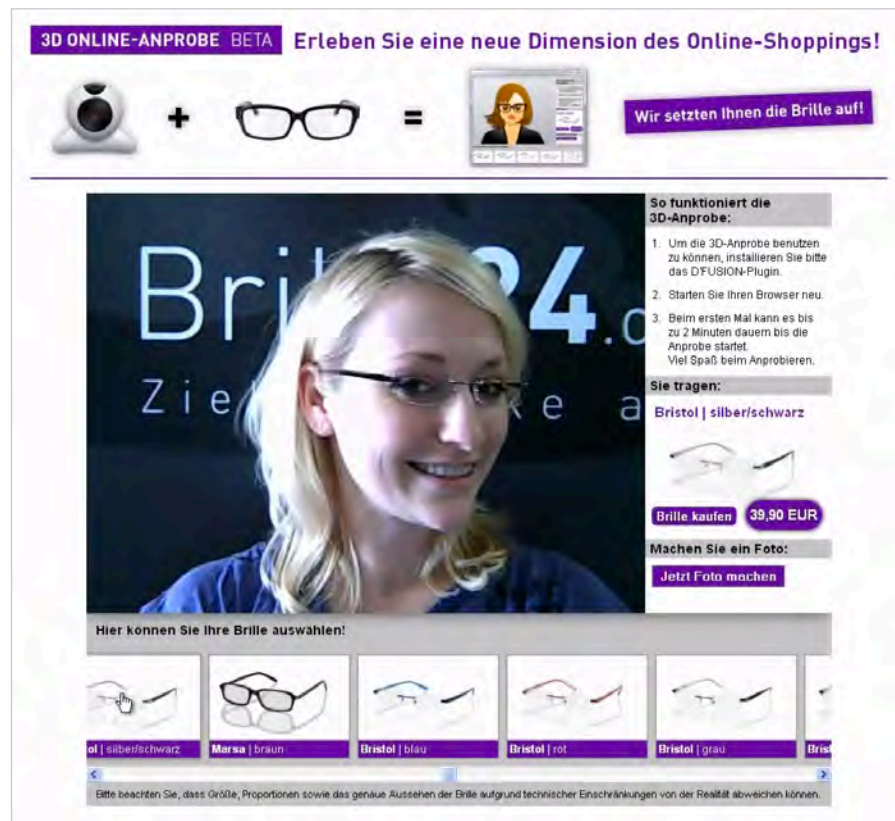 3D ONLINE-ANPROBE BETA Erleben Sie eine neue Dimension des Online-Shoppings!
+ =
Wir setzten Ihnen die Brille auf!
Bril 24.
Zie ke a
So funktioniert die
3D-Anprobe:
1. Um die 3D-Anprobe benutzen
zu können, installieren Sie bitte
das D'FUSION-Plugin.
2. Starten Sie Ihren Browser neu.
3. Beim ersten Mal kann es bis
zu 2 Minuten dauern bis die
Anprobe startet.
Viel Spaß beim Anprobieren.
Sie tragen:
Bristol | silber/schwarz
Brille kaufen 39,90 EUR
Machen Sie ein Foto:
Jetzt Foto machen
Hier können Sie Ihre Brille auswählen!
ol | silber/schwarz
Marsa | braun
Bristol | blau
Bristol | rot
Bristol | grau
Brist
Bitte beachten Sie, dass Größe, Proportionen sowie das genaue Aussehen der Brille aufgrund technischer Einschränkungen von der Realität abweichen können.